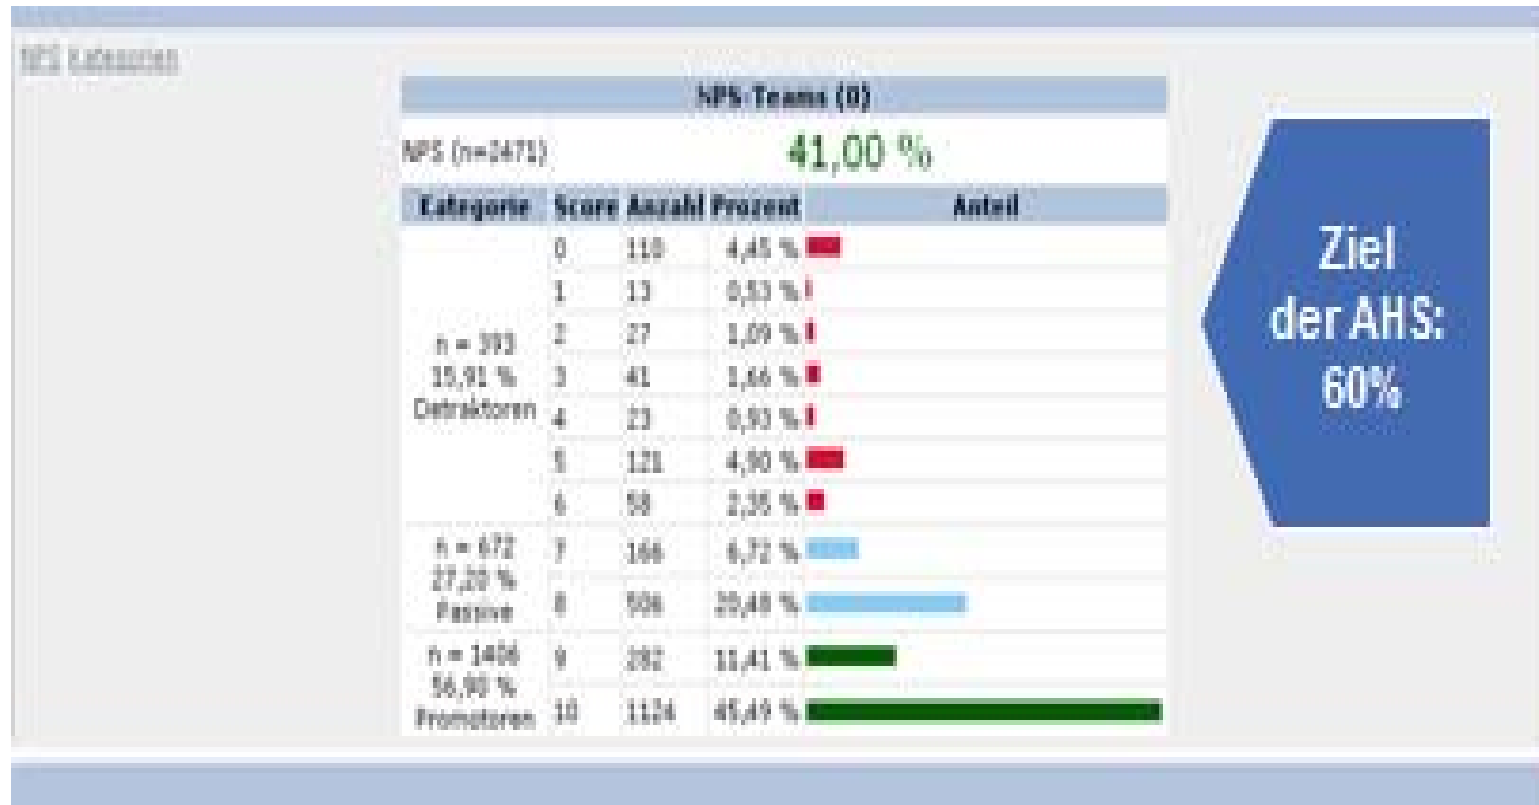 NPS Kategorien
NPS-Teams (0)
NPS (n=2471) 41,00 %
Kategorie Score Anzahl Prozent Anteil
0 110 4,45 %
1 13 0,53 %
2 27 1,09 %
n = 393
15,91 %
Detraktoren
3 41 1,66 %
4 23 0,93 %
5 121 4,90 %
6 58 2,35 %
n = 672
27,20 %
Passive
7 166 6,72 %
8 506 20,48 %
n = 1406
56,90 %
Promotoren
9 282 11,41 %
10 1124 45,49 %
Ziel
der AHS:
60%